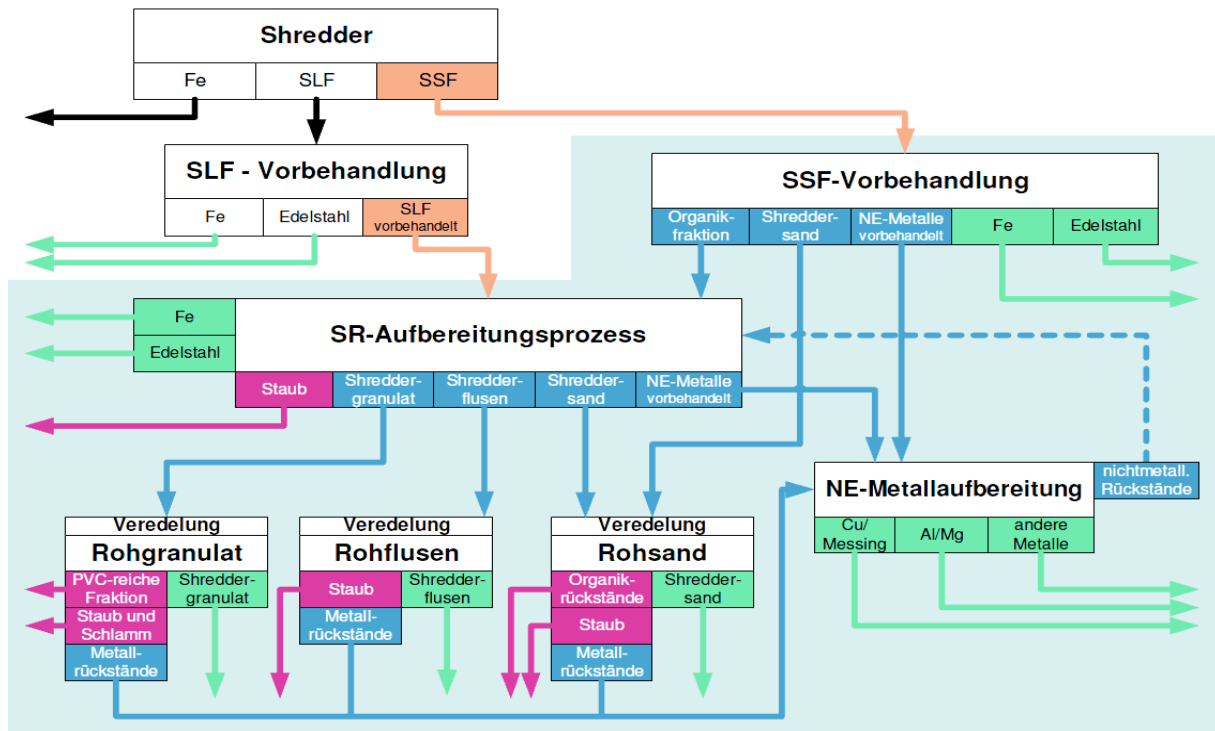 Shredder
Fe
SLF
SSF
SLF - Vorbehandlung
Fe
Edelstahl
SLF
vorbehandelt
SSF-Vorbehandlung
Organik-
fraktion
Shredder-
sand
NE-Metalle
vorbehandelt
Fe
Edelstahl
Fe
Edelstahl
SR-Aufbereitungsprozess
Staub
Shredder-
granulat
Shredder-
flusen
Shredder-
sand
NE-Metalle
vorbehandelt
NE-Metallaufbereitung
nichtmetall.
Rückstände
Cu/
Messing
Al/Mg
andere
Metalle
Veredelung
Rohgranulat
PVC-reiche
Fraktion
Shredder-
granulat
Staub und
Schlamm
Metall-
rückstände
Veredelung
Rohflusen
Staub
Shredder-
flusen
Metall-
rückstände
Veredelung
Rohsand
Organik-
rückstände
Shredder-
sand
Staub
Metall-
rückstände